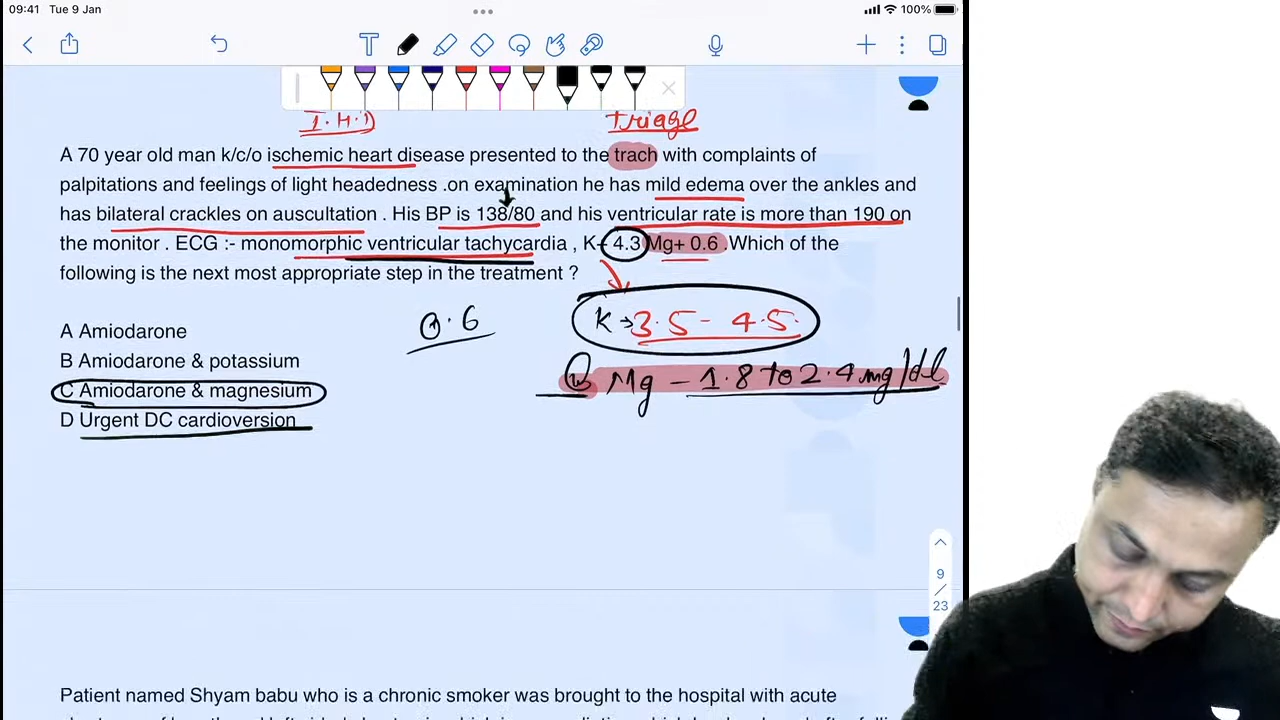 09:41 Tue 9 Jan
100%
T
I.H.D
Triage
A 70 year old man k/c/o ischemic heart disease presented to the trach with complaints of
palpitations and feelings of light headedness .on examination he has mild edema over the ankles and
has bilateral crackles on auscultation . His BP is 138/80 and his ventricular rate is more than 190 on
the monitor . ECG :- monomorphic ventricular tachycardia , K+ 4.3 Mg+ 0.6 .Which of the
following is the next most appropriate step in the treatment ?
0.6
K → 3.5 - 4.5.
A Amiodarone
B Amiodarone & potassium
C Amiodarone & magnesium
D Urgent DC cardioversion
Mg - 1.8 to 2.4 mg/dl
9
/
23
Patient named Shyam babu who is a chronic smoker was brought to the hospital with acute